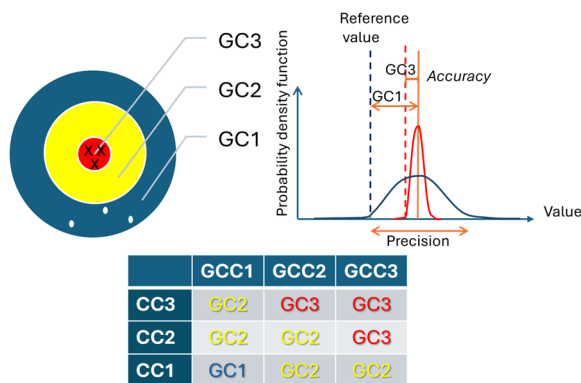 GC3
GC2
GC1
X X
X
Reference
value
GC3
Accuracy
GC1
Probability density function
Value
Precision
GCC1 GCC2 GCC3
CC3 GC2 GC3 GC3
CC2 GC2 GC2 GC3
CC1 GC1 GC2 GC2